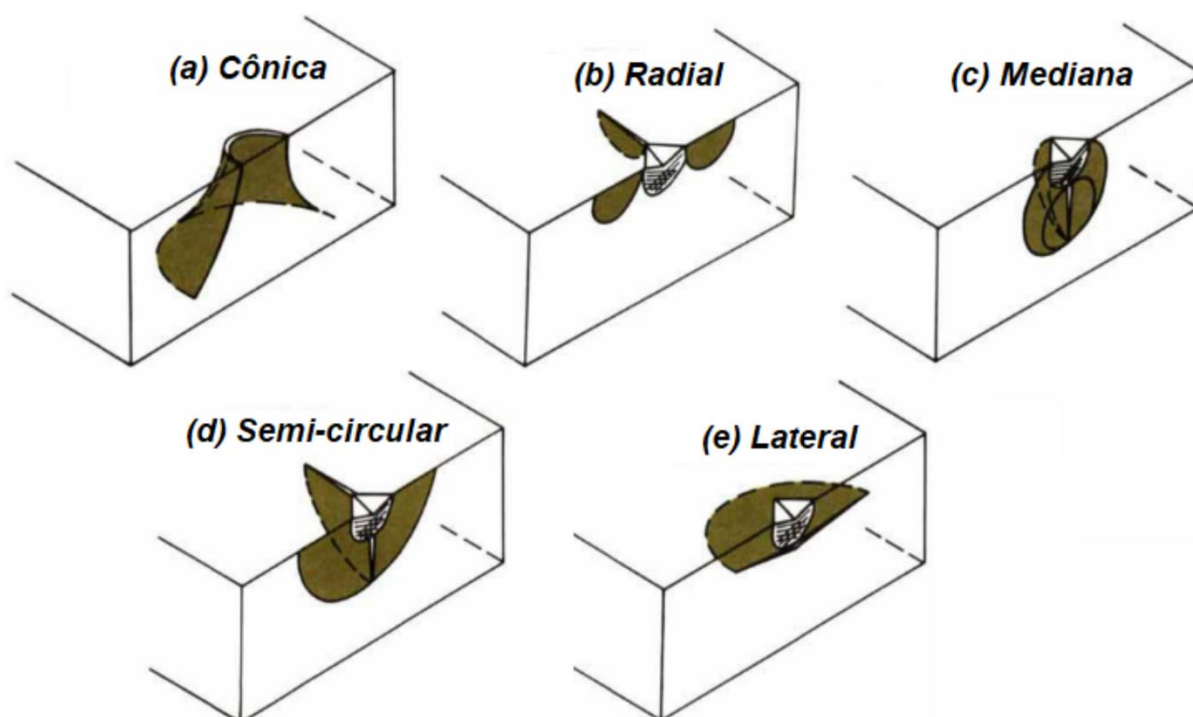 (a) Cônica
(b) Radial
(c) Mediana
(d) Semi-circular
(e) Lateral